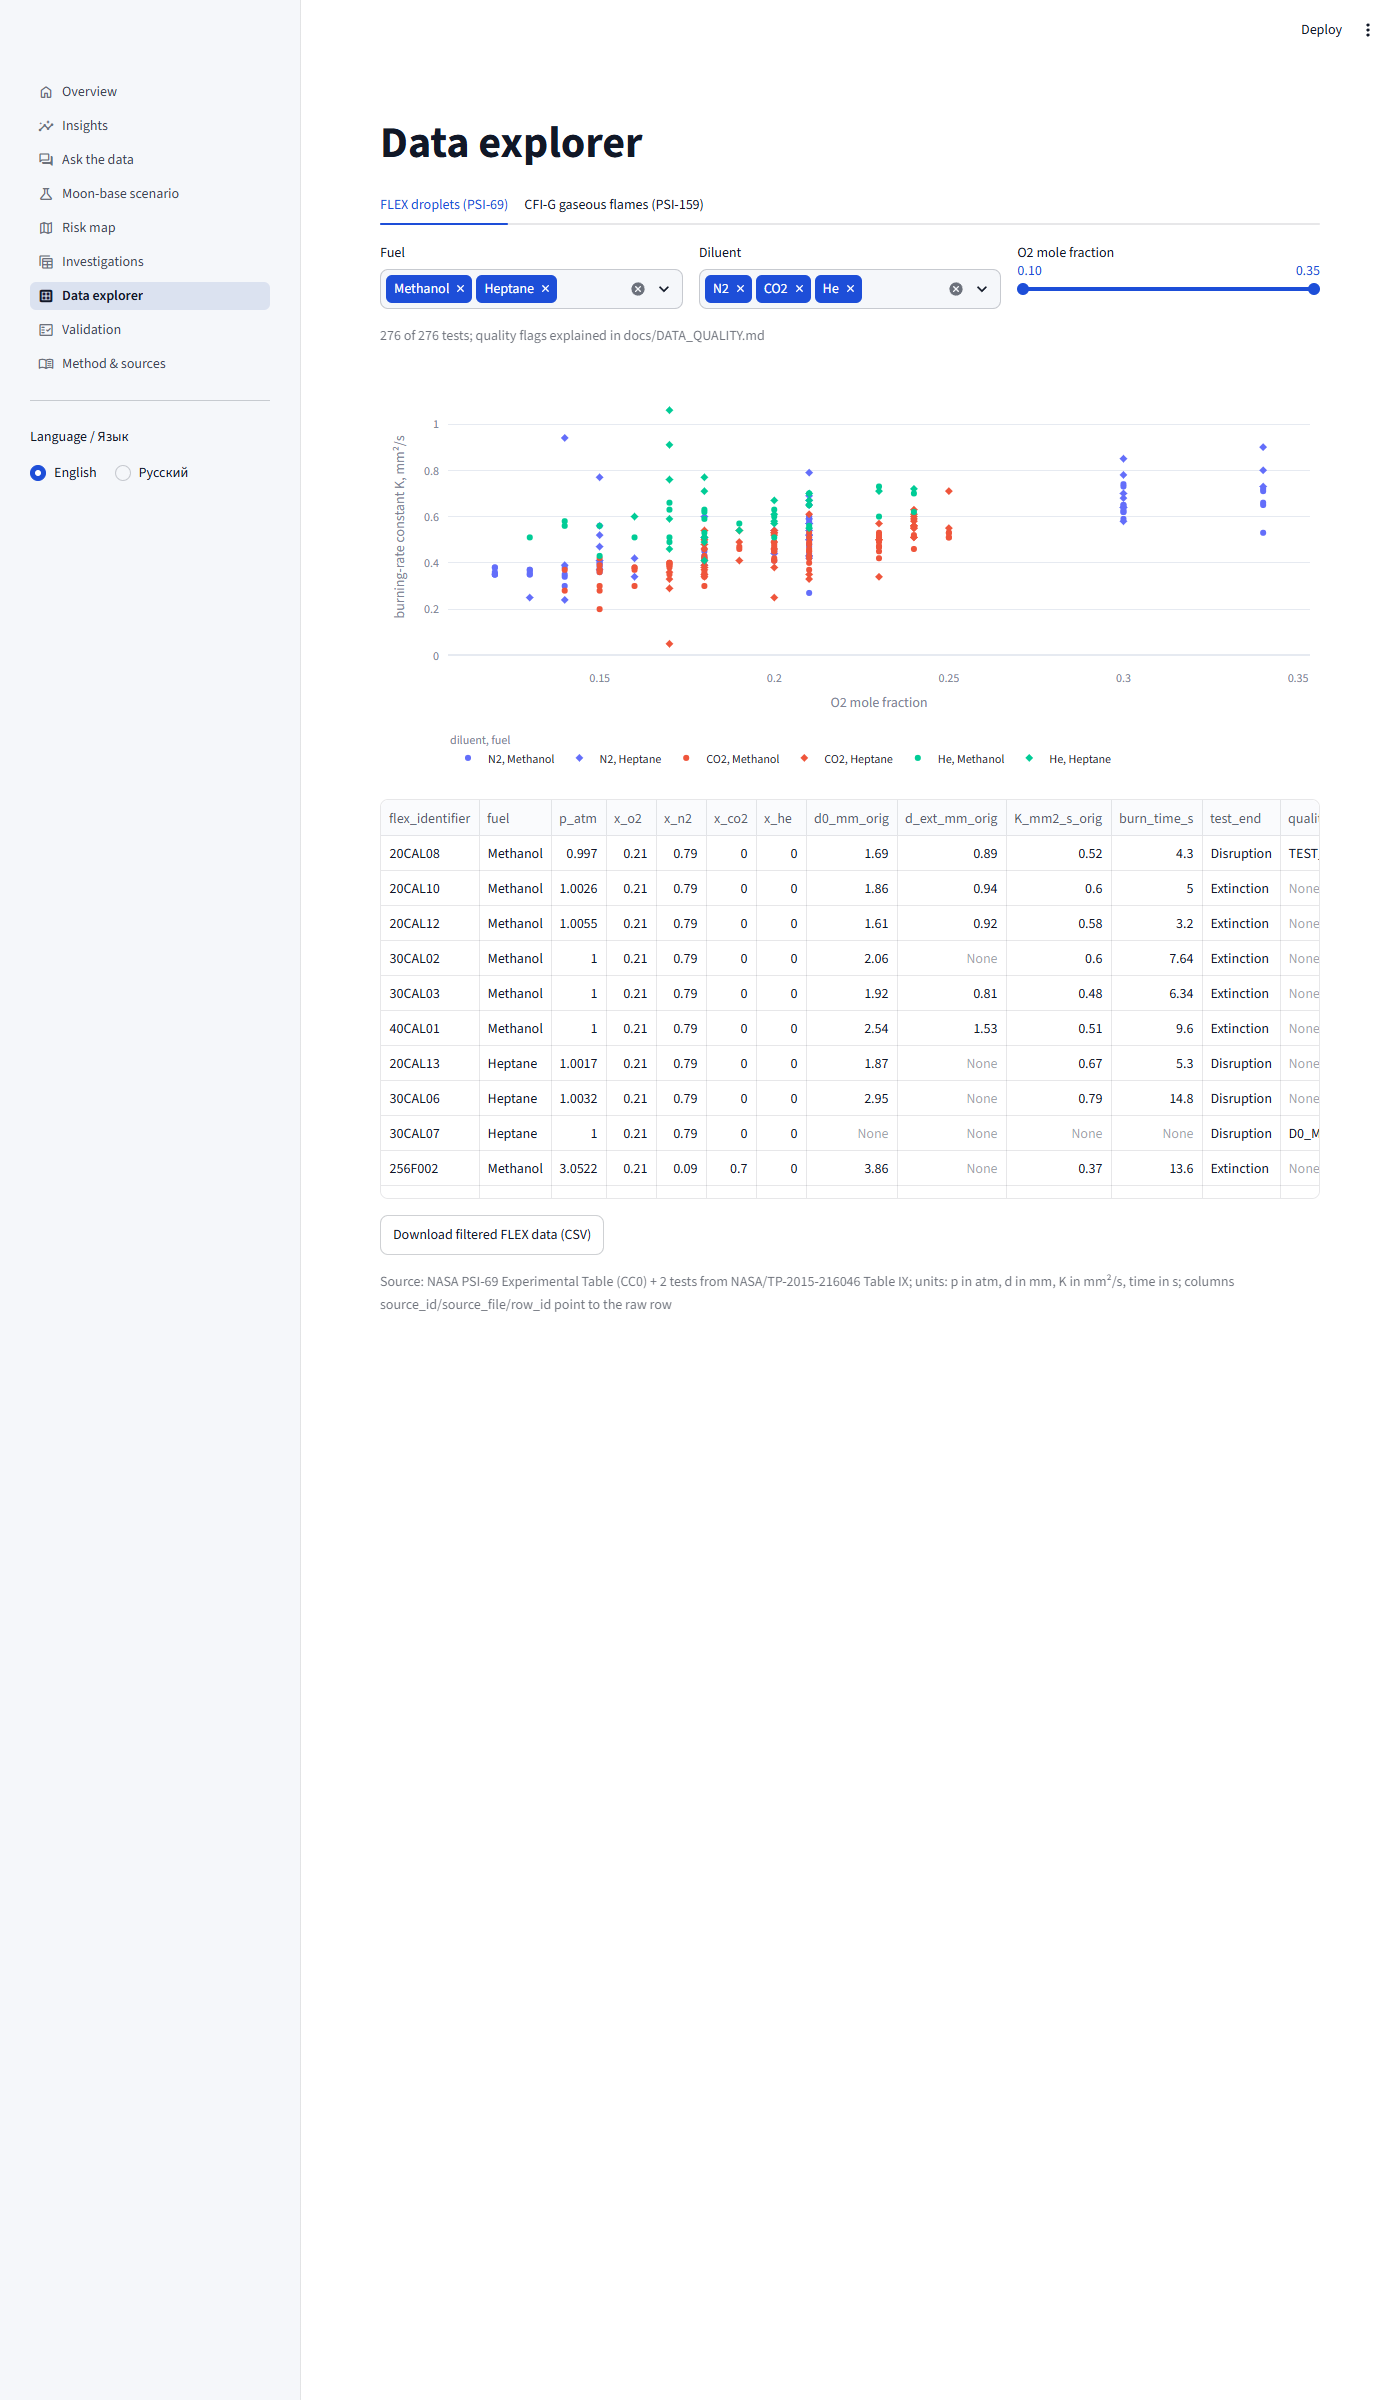 Deploy
Overview
Insights
Ask the data
Moon-base scenario
Risk map
Investigations
Data explorer
Validation
Method & sources
Language / Язык
English Русский
Data explorer
FLEX droplets (PSI-69) CFI-G gaseous flames (PSI-159)
Fuel Diluent O2 mole fraction
0.10 0.35
Methanol Heptane N2 CO2 He
276 of 276 tests; quality flags explained in docs/DATA_QUALITY.md
burning-rate constant K, mm²/s
1
0.8
0.6
0.4
0.2
0
0.15 0.2 0.25 0.3 0.35
O2 mole fraction
diluent, fuel
N2, Methanol N2, Heptane CO2, Methanol CO2, Heptane He, Methanol He, Heptane
flex_identifier fuel p_atm x_o2 x_n2 x_co2 x_he d0_mm_orig d_ext_mm_orig K_mm2_s_orig burn_time_s test_end
20CAL08 Methanol 0.997 0.21 0.79 0 0 1.69 0.89 0.52 4.3 Disruption TEST_
20CAL10 Methanol 1.0026 0.21 0.79 0 0 1.86 0.94 0.6 5 Extinction None
20CAL12 Methanol 1.0055 0.21 0.79 0 0 1.61 0.92 0.58 3.2 Extinction None
30CAL02 Methanol 1 0.21 0.79 0 0 2.06 None 0.6 7.64 Extinction None
30CAL03 Methanol 1 0.21 0.79 0 0 1.92 0.81 0.48 6.34 Extinction None
40CAL01 Methanol 1 0.21 0.79 0 0 2.54 1.53 0.51 9.6 Extinction None
20CAL13 Heptane 1.0017 0.21 0.79 0 0 1.87 None 0.67 5.3 Disruption None
30CAL06 Heptane 1.0032 0.21 0.79 0 0 2.95 None 0.79 14.8 Disruption None
30CAL07 Heptane 1 0.21 0.79 0 0 None None None None Disruption D0_M
256F002 Methanol 3.0522 0.21 0.09 0.7 0 3.86 None 0.37 13.6 Extinction None
Download filtered FLEX data (CSV)
Source: NASA PSI-69 Experimental Table (CC0) + 2 tests from NASA/TP-2015-216046 Table IX; units: p in atm, d in mm, K in mm²/s, time in s; columns
source_id/source_file/row_id point to the raw row